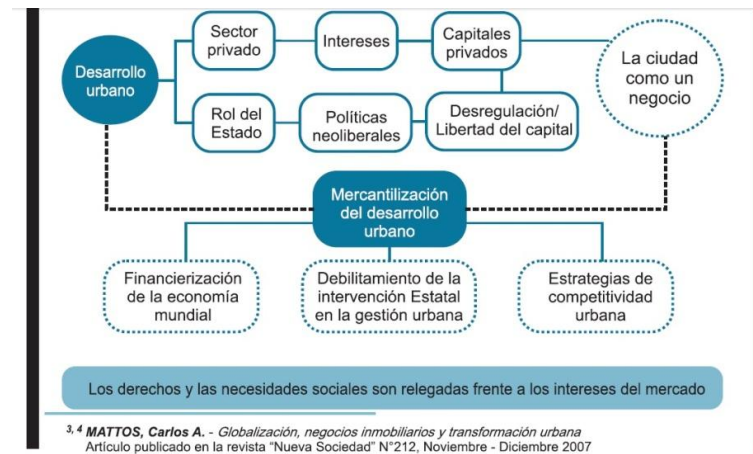 Sector
privado
Intereses
Capitales
privados
La ciudad
como un
negocio
Desarrollo
urbano
Rol del
Estado
Políticas
neoliberales
Desregulación/
Libertad del capital
Mercantilización
del desarrollo
urbano
Financierización
de la economía
mundial
Debilitamiento de la
intervención Estatal
en la gestión urbana
Estrategias de
competitividad
urbana
Los derechos y las necesidades sociales son relegadas frente a los intereses del mercado
3, 4 MATTOS, Carlos A. - Globalización, negocios inmobiliarios y transformación urbana
Artículo publicado en la revista "Nueva Sociedad" N°212, Noviembre - Diciembre 2007